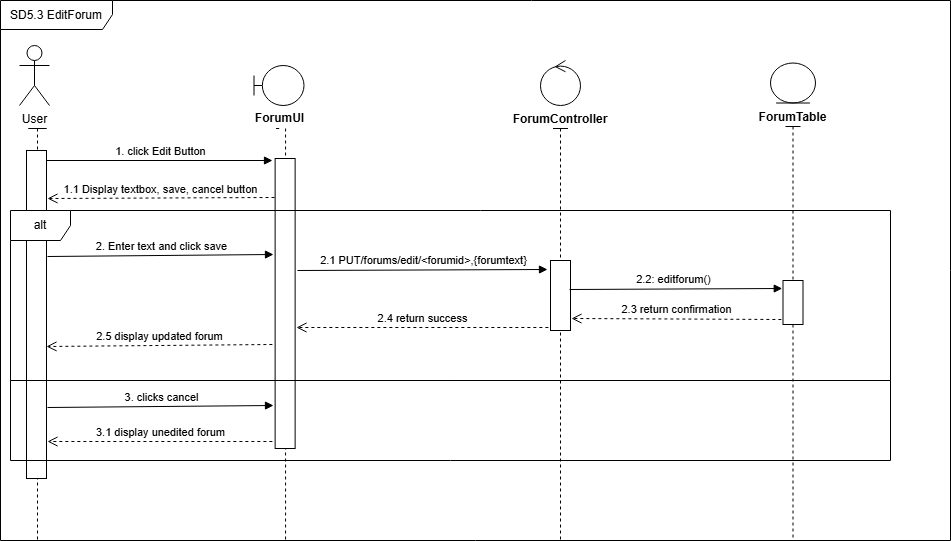 SD5.3 EditForum
User
ForumUI
ForumController
ForumTable
1. click Edit Button
1.1 Display textbox, save, cancel button
alt
2. Enter text and click save
2.1 PUT/forums/edit/<forumid>,{forumtext}
2.2: editforum()
2.3 return confirmation
2.4 return success
2.5 display updated forum
3. clicks cancel
3.1 display unedited forum